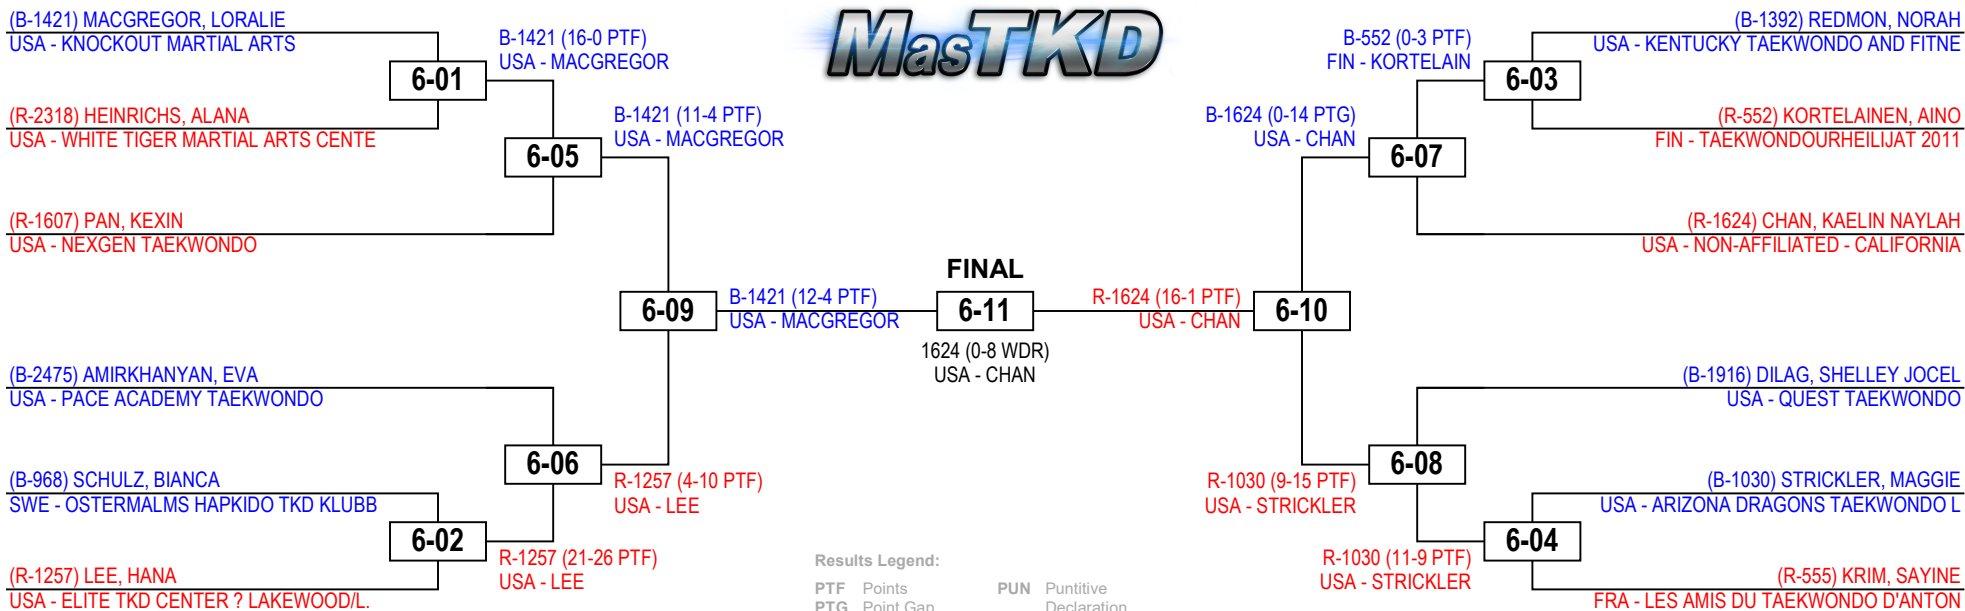 (B-1421) MACGREGOR, LORALIE
USA - KNOCKOUT MARTIAL ARTS
6-01
(R-2318) HEINRICHS, ALANA
USA - WHITE TIGER MARTIAL ARTS CENTE
B-1421 (16-0 PTF)
USA - MACGREGOR
B-1421 (11-4 PTF)
USA - MACGREGOR
6-05
(R-1607) PAN, KEXIN
USA - NEXGEN TAEKWONDO
6-09
B-1421 (12-4 PTF)
USA - MACGREGOR
(B-2475) AMIRKHANYAN, EVA
USA - PACE ACADEMY TAEKWONDO
6-06
R-1257 (4-10 PTF)
USA - LEE
(B-968) SCHULZ, BIANCA
SWE - OSTERMALMS HAPKIDO TKD KLUBB
6-02
R-1257 (21-26 PTF)
USA - LEE
(R-1257) LEE, HANA
USA - ELITE TKD CENTER ? LAKEWOOD/L.
MasTKD
FINAL
6-11
1624 (0-8 WDR)
USA - CHAN
Results Legend:
PTF Points
PUN Puntitive
PTG Point Gap
Declaration
B-552 (0-3 PTF)
FIN - KORTELAIN
(B-1392) REDMON, NORAH
USA - KENTUCKY TAEKWONDO AND FITNE
6-03
(R-552) KORTELAINEN, AINO
FIN - TAEKWONDOURHEILIJAT 2011
B-1624 (0-14 PTG)
USA - CHAN
6-07
(R-1624) CHAN, KAELIN NAYLAH
USA - NON-AFFILIATED - CALIFORNIA
R-1624 (16-1 PTF)
USA - CHAN
6-10
(B-1916) DILAG, SHELLEY JOCEL
USA - QUEST TAEKWONDO
6-08
R-1030 (9-15 PTF)
USA - STRICKLER
(B-1030) STRICKLER, MAGGIE
USA - ARIZONA DRAGONS TAEKWONDO L
6-04
R-1030 (11-9 PTF)
USA - STRICKLER
(R-555) KRIM, SAYINE
FRA - LES AMIS DU TAEKWONDO D'ANTON